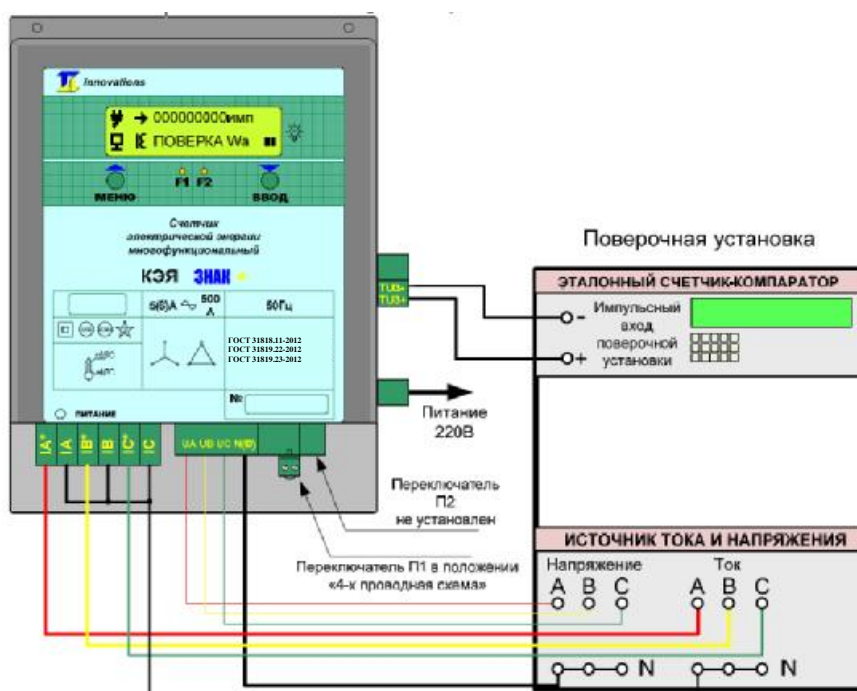 Innovations
000000000имп
ПОВЕРКА Wa
F1 F2
МЕНЮ
ВВОД
Счетчик
электрической энергии
многофункциональный
КЭЯ ЗНАК
5(6)А 500
50Гц
ГОСТ 31818.11-2012
ГОСТ 31819.22-2012
ГОСТ 31819.23-2012
№
ПИТАНИЕ
IA* IA IB* IB IC* IC
UA UB UC N(B)
TU3+
TU3+
Питание
220В
Переключатель
П2
не установлен
Переключатель П1 в положении
«4-х проводная схема»
Поверочная установка
ЭТАЛОННЫЙ СЧЕТЧИК-КОМПАРАТОР
- Импульсный
вход
поверочной
+ установки
ИСТОЧНИК ТОКА И НАПРЯЖЕНИЯ
Напряжение Ток
A B C A B C
N N